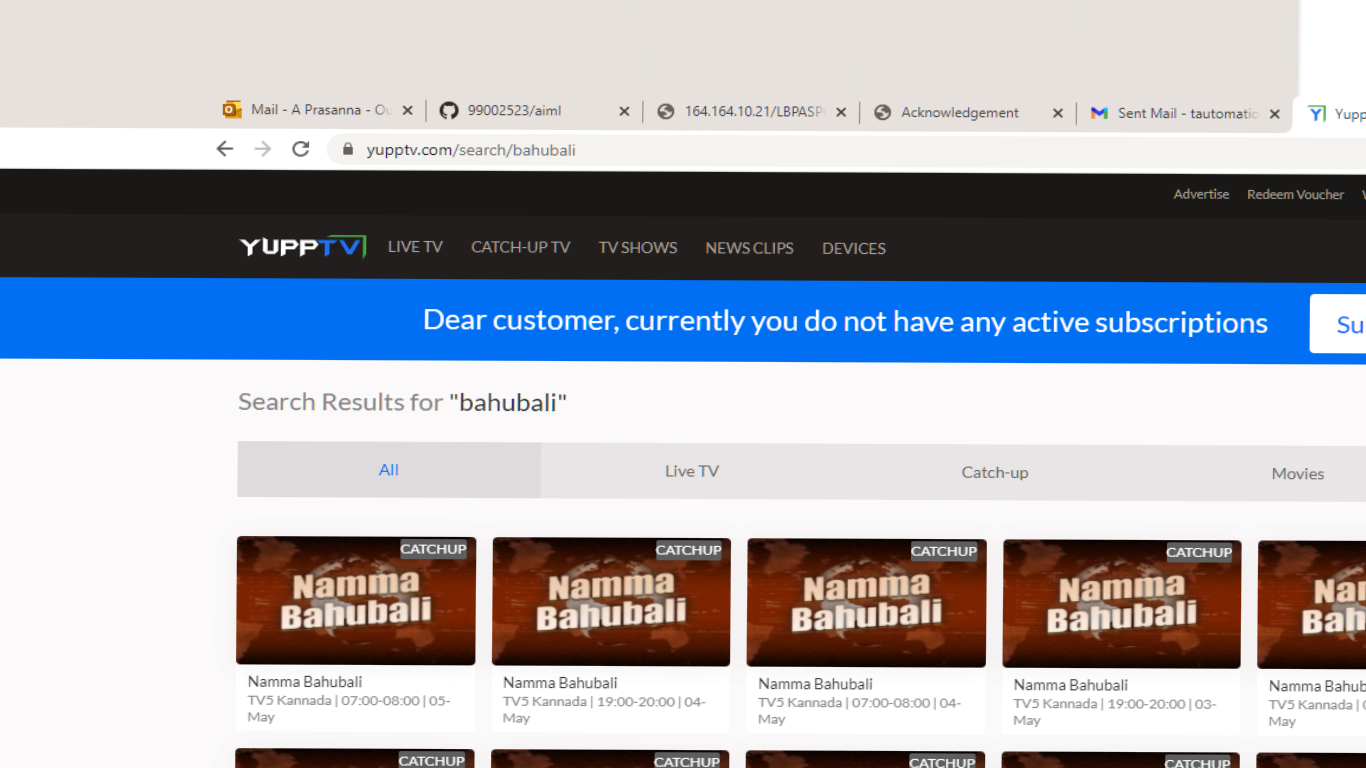 Mail - A Prasanna - Ou
99002523/aiml
164.164.10.21/LBPASP
Acknowledgement
Sent Mail - tautomatic
Yupp
yupptv.com/search/bahubali
Advertise Redeem Voucher
YUPPTV LIVE TV CATCH-UP TV TV SHOWS NEWS CLIPS DEVICES
Dear customer, currently you do not have any active subscriptions Su
Search Results for "bahubali"
All Live TV Catch-up Movies
CATCHUP CATCHUP CATCHUP CATCHUP
Namma Namma Namma Namma Nam
Bahubali Bahubali Bahubali Bahubali Bah
Namma Bahubali
TV5 Kannada | 07:00-08:00 | 05-
May
Namma Bahubali
TV5 Kannada | 19:00-20:00 | 04-
May
Namma Bahubali
TV5 Kannada | 07:00-08:00 | 04-
May
Namma Bahubali
TV5 Kannada | 19:00-20:00 | 03-
May
Namma Bahub
TV5 Kannada |
May
CATCHUP CATCHUP CATCHUP CATCHUP